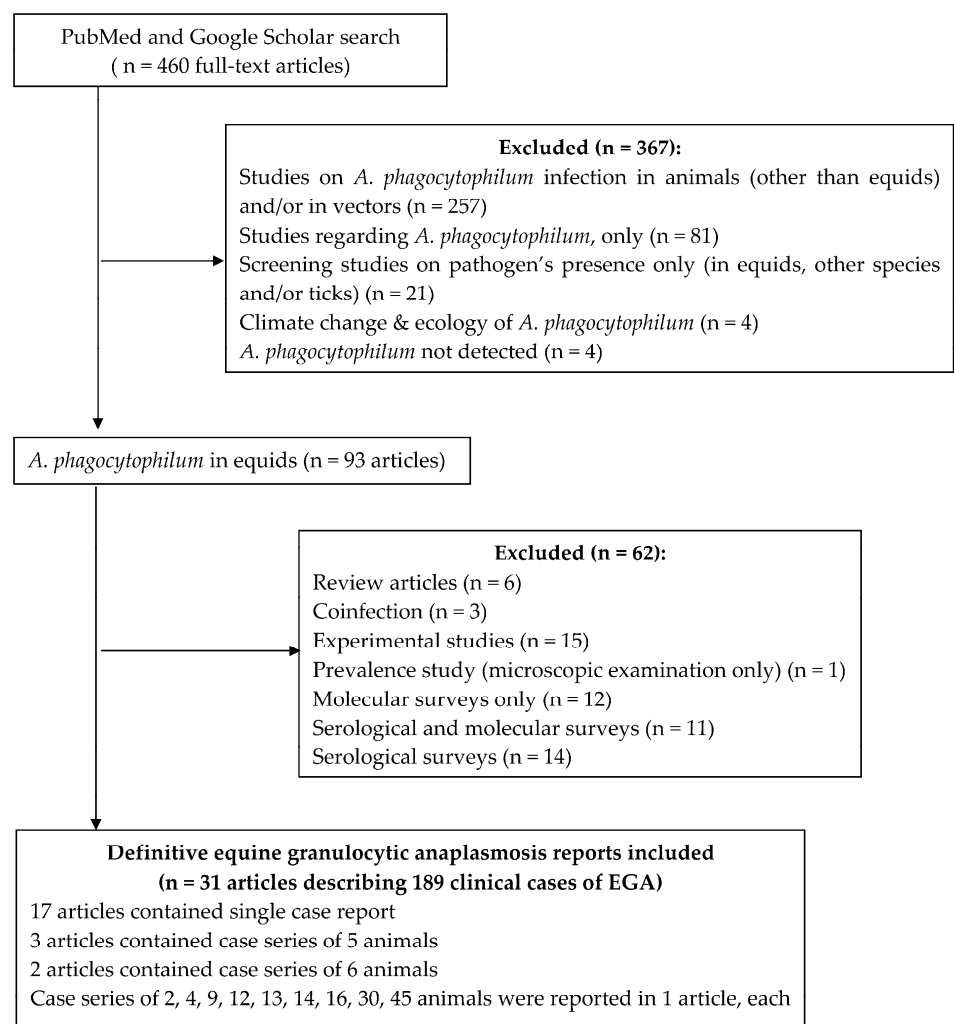 PubMed and Google Scholar search
( n = 460 full-text articles)
Excluded (n = 367):
Studies on A. phagocytophilum infection in animals (other than equids)
and/or in vectors (n = 257)
Studies regarding A. phagocytophilum, only (n = 81)
Screening studies on pathogen's presence only (in equids, other species
and/or ticks) (n = 21)
Climate change & ecology of A. phagocytophilum (n = 4)
A. phagocytophilum not detected (n = 4)
A. phagocytophilum in equids (n = 93 articles)
Excluded (n = 62):
Review articles (n = 6)
Coinfection (n = 3)
Experimental studies (n = 15)
Prevalence study (microscopic examination only) (n = 1)
Molecular surveys only (n = 12)
Serological and molecular surveys (n = 11)
Serological surveys (n = 14)
Definitive equine granulocytic anaplasmosis reports included
(n = 31 articles describing 189 clinical cases of EGA)
17 articles contained single case report
3 articles contained case series of 5 animals
2 articles contained case series of 6 animals
Case series of 2, 4, 9, 12, 13, 14, 16, 30, 45 animals were reported in 1 article, each